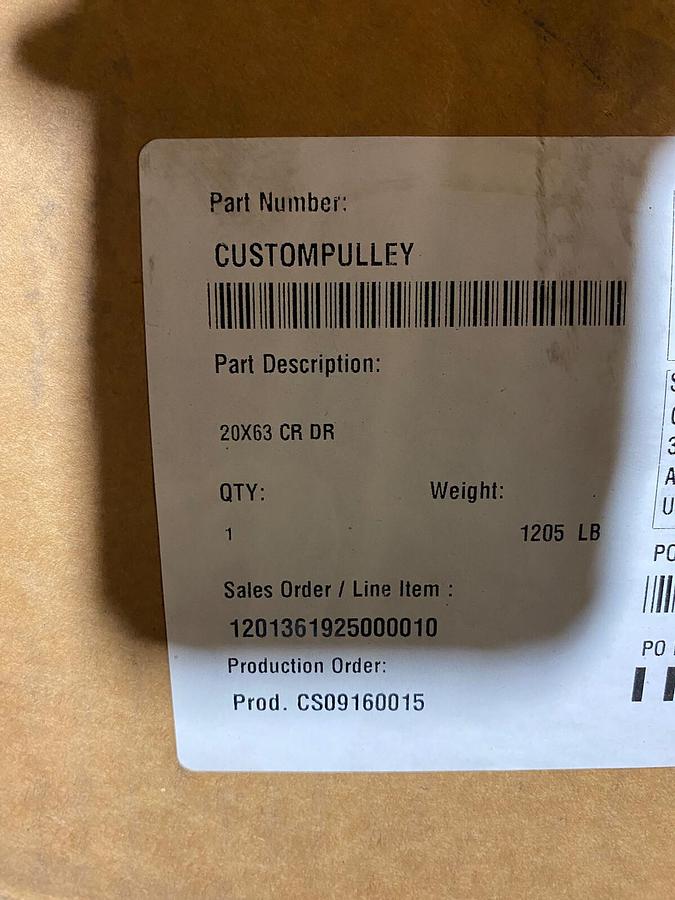 Part Number:
CUSTOMPULLEY
Part Description:
20X63 CR DR
QTY: Weight:
1 1205 LB
Sales Order / Line Item :
1201361925000010
Production Order:
Prod. CS09160015
3
A
U
PO
PO